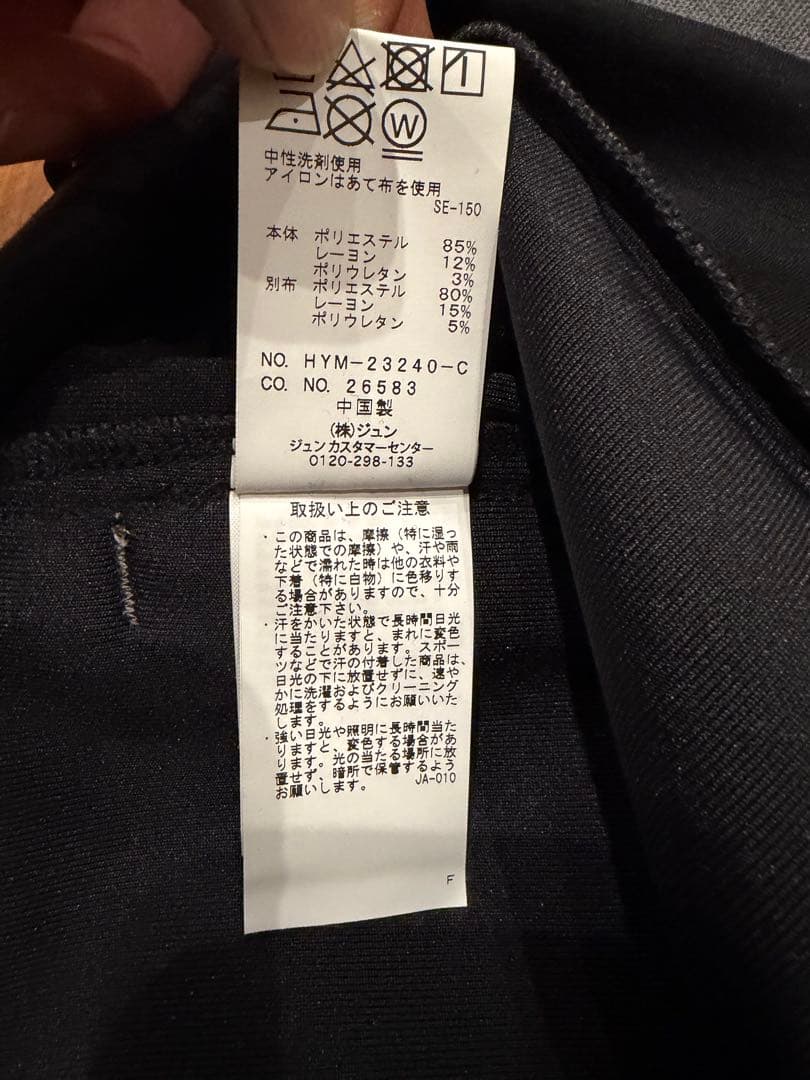 W
中性洗剤使用
アイロンはあて布を使用
SE-150
本体 ポリエステル 85%
レーヨン 12%
ポリウレタン 3%
別布 ポリエステル 80%
レーヨン 15%
ポリウレタン 5%
NO. HYM-23240-C
CO. NO. 26583
中国製
(株)ジュン
ジュン カスタマーセンター
0120-298-133
取扱い上のご注意
・この商品は、摩擦（特に湿っ
た状態での摩擦）や、汗や雨
などで濡れた時は他の衣料や
下着（特に白物）に色移りす
る場合がありますので、十分
ご注意下さい。
・汗をかいた状態で長時間日光
に当たりますと、まれに変色
することがあります。スポー
ツなどで汗の付着した商品は、
日光の下に放置せずに、速や
かに洗濯およびクリーニング
処理をするようにお願いいた
します。
・強い日光や照明に長時間当た
りますと、変色する場合があ
ります。光の当たる場所に放
置せず、暗所で保管するよう
お願いします。 JA-010
F